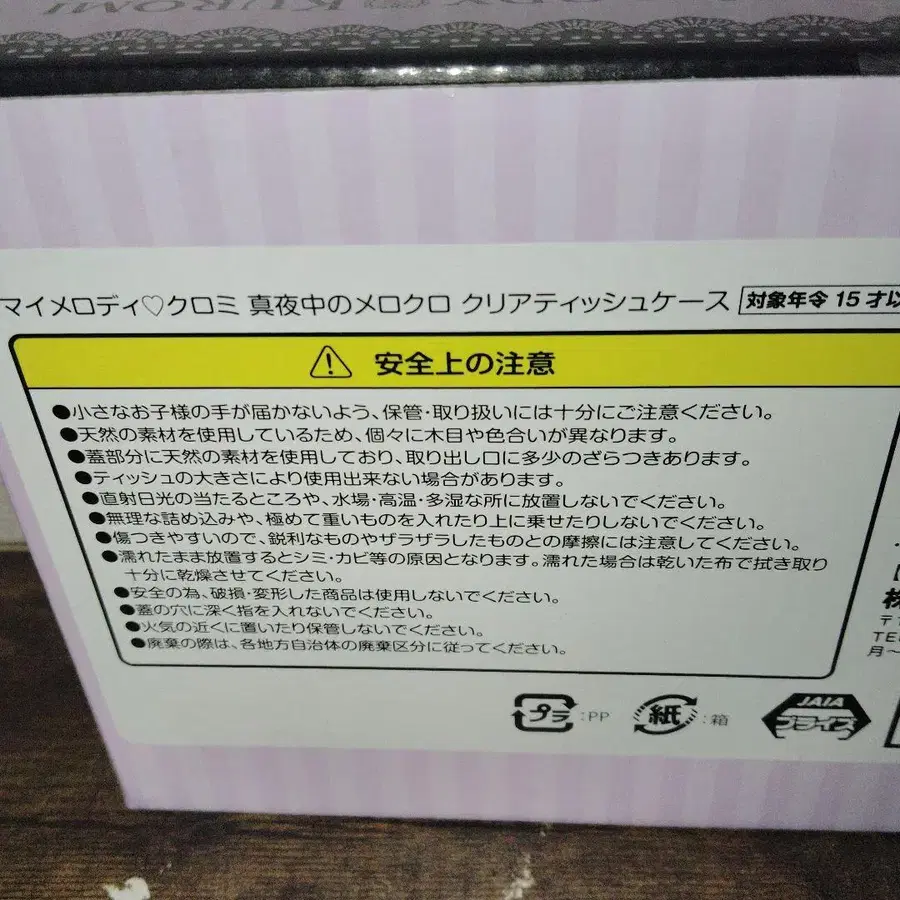 KUROMI
マイメロディ♡クロミ 真夜中のメロクロ クリアティッシュケース 対象年令 15才以
⚠ 安全上の注意
●小さなお子様の手が届かないよう、保管・取り扱いには十分にご注意ください。
●天然の素材を使用しているため、個々に木目や色合いが異なります。
●蓋部分に天然の素材を使用しており、取り出し口に多少のざらつきあります。
●ティッシュの大きさにより使用出来ない場合があります。
●直射日光の当たるところや、水場・高温・多湿な所に放置しないでください。
●無理な詰め込みや、極めて重いものを入れたり上に乗せたりしないでください。
●傷つきやすいので、鋭利なものやザラザラしたものとの摩擦には注意してください。
●濡れたまま放置するとシミ・カビ等の原因となります。濡れた場合は乾いた布で拭き取り
十分に乾燥させてください。
●安全の為、破損・変形した商品は使用しないでください。
●蓋の穴に深く指を入れないでください。
●火気の近くに置いたり保管しないでください。
●廃棄の際は、各地方自治体の廃棄区分に従ってください。
株
〒1
TE
月〜
プラ :PP
紙 :箱
JAIA
プライズ